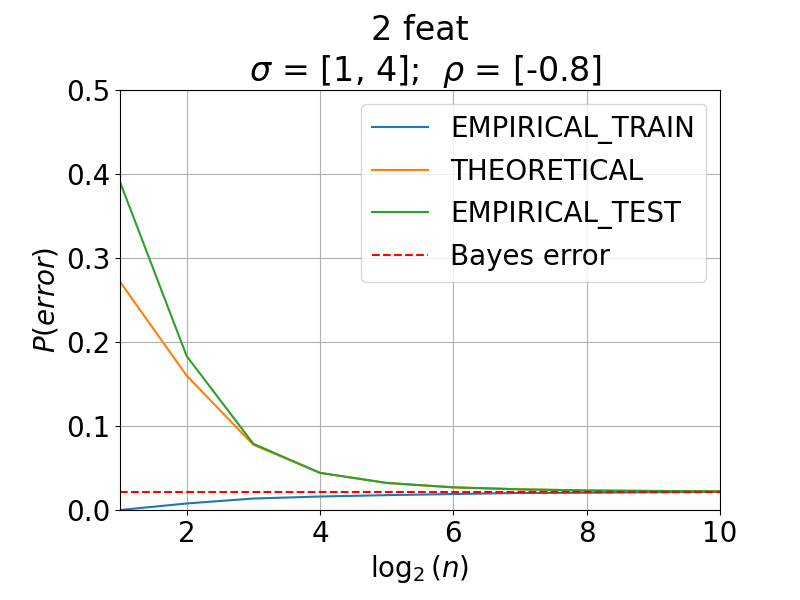 2 feat
σ = [1, 4];  ρ = [-0.8]
0.5
0.4
0.3
0.2
0.1
0.0
P(error)
EMPIRICAL_TRAIN
THEORETICAL
EMPIRICAL_TEST
Bayes error
2 4 6 8 10
log₂(n)